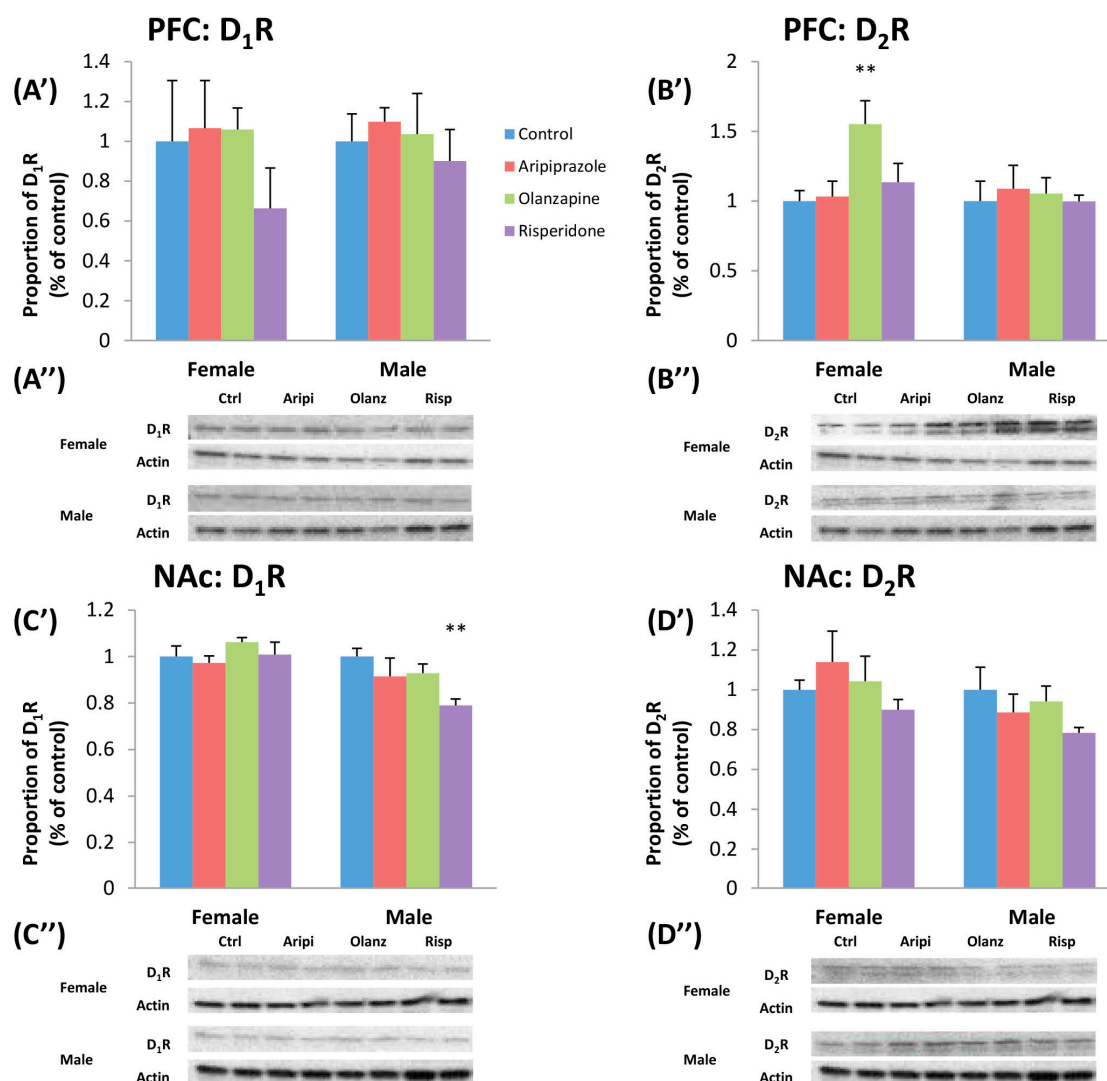 PFC: D₁R
(A')
Proportion of D₁R
(% of control)
1.4
1.2
1
0.8
0.6
0.4
0.2
0
Female
Male
Control
Aripiprazole
Olanzapine
Risperidone
PFC: D₂R
(B')
Proportion of D₂R
(% of control)
2
1.5
1
0.5
0
**
Female
Male
(A'')
Ctrl Aripi Olanz Risp
Female
D₁R
Actin
Male
D₁R
Actin
(B'')
Ctrl Aripi Olanz Risp
Female
D₂R
Actin
Male
D₂R
Actin
NAc: D₁R
(C')
Proportion of D₁R
(% of control)
1.2
1
0.8
0.6
0.4
0.2
0
**
Female
Male
NAc: D₂R
(D')
Proportion of D₂R
(% of control)
1.4
1.2
1
0.8
0.6
0.4
0.2
0
Female
Male
(C'')
Ctrl Aripi Olanz Risp
Female
D₁R
Actin
Male
D₁R
Actin
(D'')
Ctrl Aripi Olanz Risp
Female
D₂R
Actin
Male
D₂R
Actin